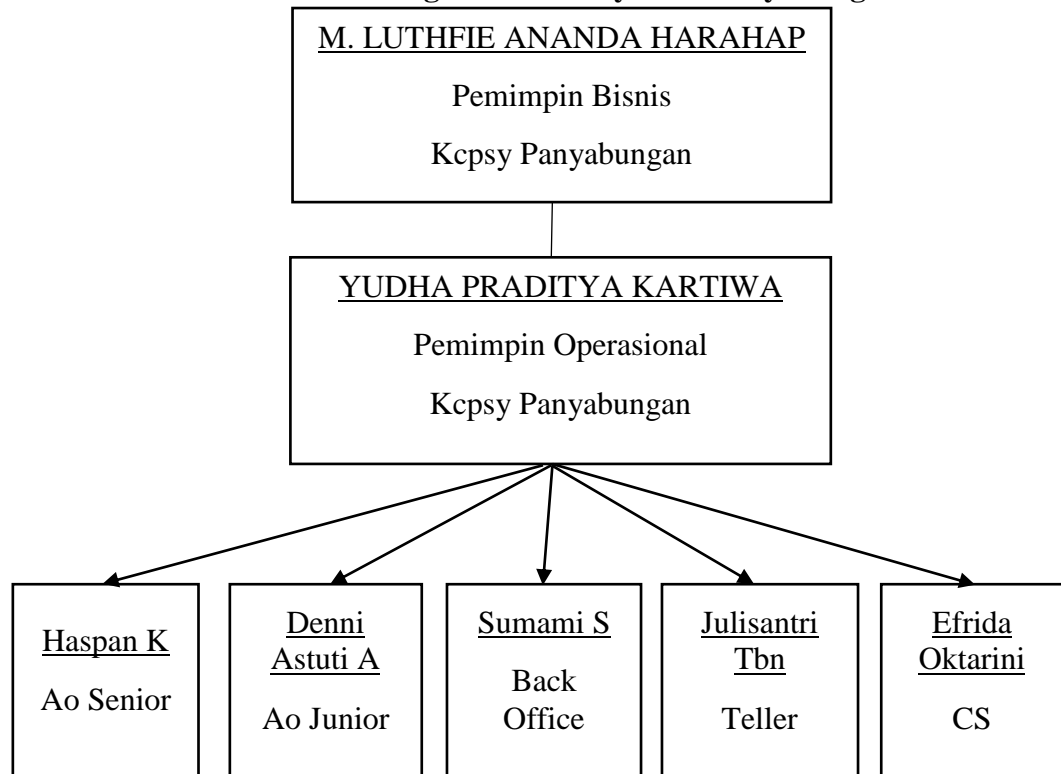 M. LUTHFIE ANANDA HARAHAP
Pemimpin Bisnis
Kcpsy Panyabungan
YUDHA PRADITYA KARTIWA
Pemimpin Operasional
Kcpsy Panyabungan
Haspan K
Ao Senior
Denni
Astuti A
Ao Junior
Sumami S
Back
Office
Julisantri
Tbn
Teller
Efrida
Oktarini
CS